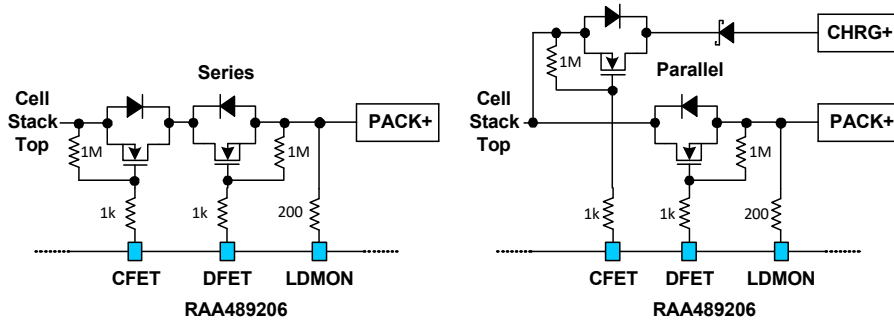 Series
Cell
Stack
Top
1M
1M
PACK+
1k
1k
200
CFET
DFET
LDMON
RAA489206
CHRG+
1M
Parallel
Cell
Stack
Top
PACK+
1M
1k
1k
200
CFET
DFET
LDMON
RAA489206